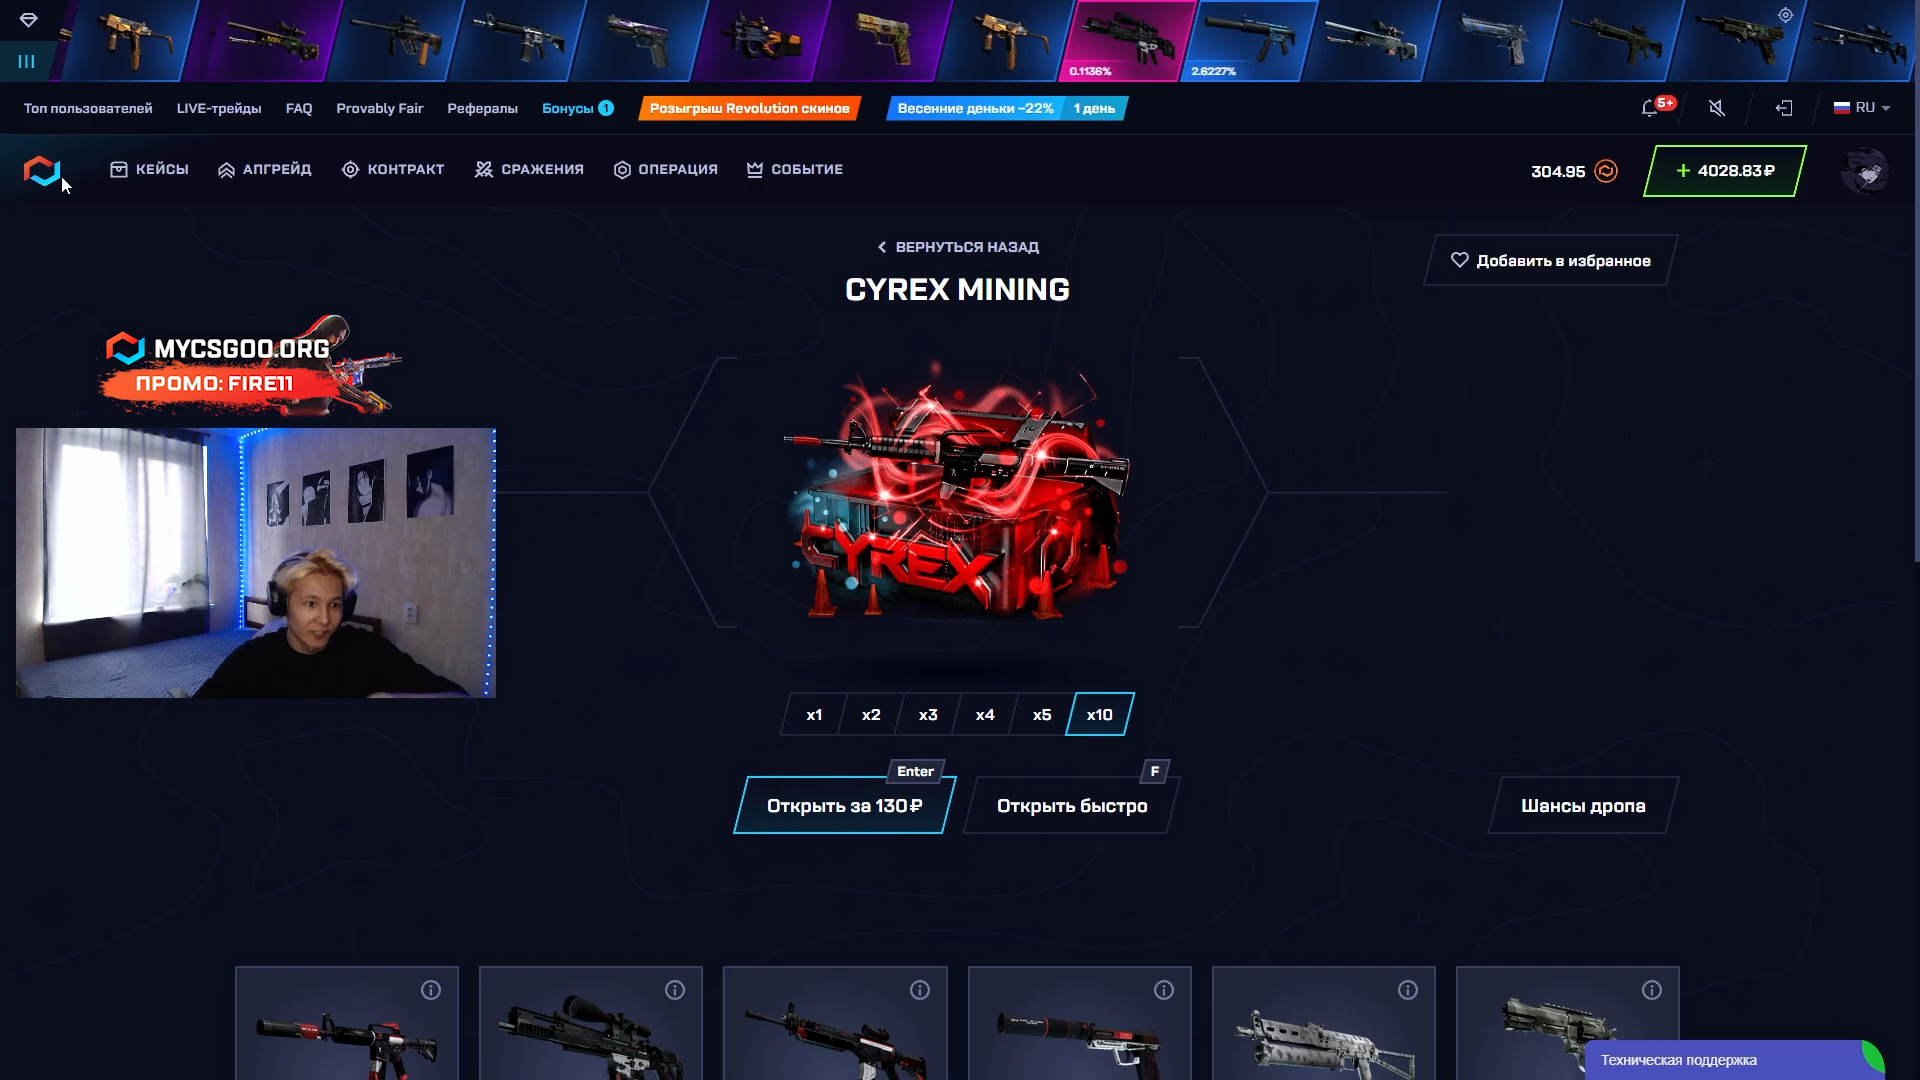 0.1136%
2.6227%
Топ пользователей
LIVE-трейды
FAQ
Provably Fair
Рефералы
Бонусы 1
Розыгрыш Revolution скинов
Весенние деньки -22% 1 день
5+
RU
КЕЙСЫ
АПГРЕЙД
КОНТРАКТ
СРАЖЕНИЯ
ОПЕРАЦИЯ
СОБЫТИЕ
304.95
+ 4028.83₽
ВЕРНУТЬСЯ НАЗАД
CYREX MINING
Добавить в избранное
MYCSGOO.ORG
ПРОМО: FIRE11
CYREX
x1
x2
x3
x4
x5
x10
Enter
F
Открыть за 130₽
Открыть быстро
Шансы дропа
Техническая поддержка